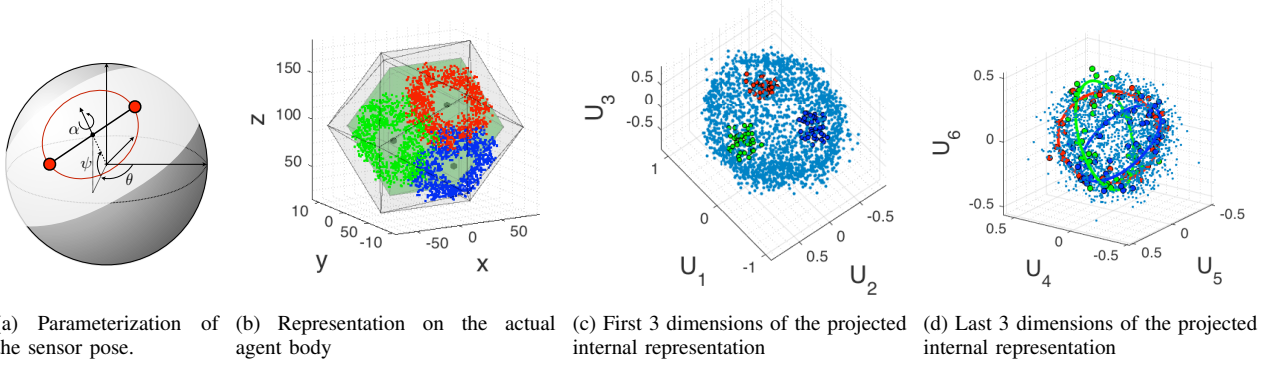 α
ψ
θ
z
150
100
50
10
0
50
-10
y
-50
0
50
x
U3
0.5
0
-0.5
1
0
-1
U1
0.5
0
-0.5
U2
U6
0.5
0
-0.5
0.5
0
-0.5
U4
0.5
0
-0.5
U5
a) Parameterization of
he sensor pose.
(b) Representation on the actual
agent body
(c) First 3 dimensions of the projected
internal representation
(d) Last 3 dimensions of the projected
internal representation